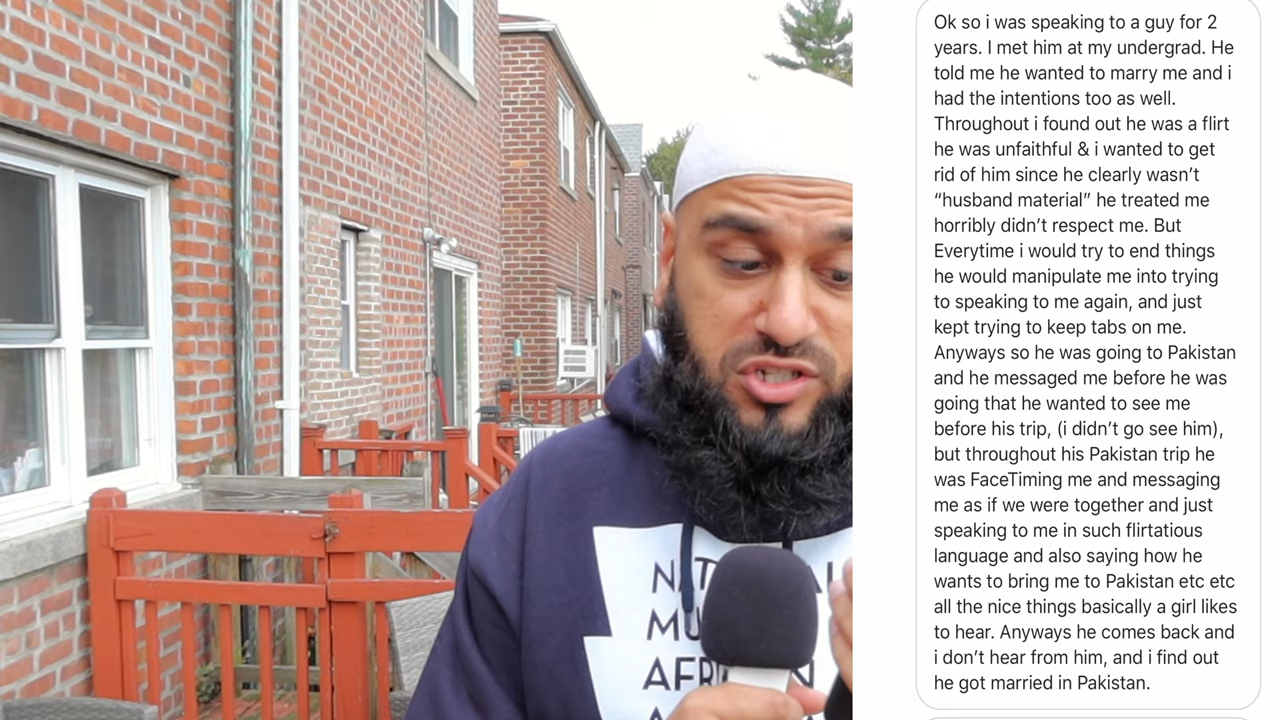 Ok so i was speaking to a guy for 2
years. I met him at my undergrad. He
told me he wanted to marry me and i
had the intentions too as well.
Throughout i found out he was a flirt
he was unfaithful & i wanted to get
rid of him since he clearly wasn't
“husband material” he treated me
horribly didn't respect me. But
Everytime i would try to end things
he would manipulate me into trying
to speaking to me again, and just
kept trying to keep tabs on me.
Anyways so he was going to Pakistan
and he messaged me before he was
going that he wanted to see me
before his trip, (i didn't go see him),
but throughout his Pakistan trip he
was FaceTiming me and messaging
me as if we were together and just
speaking to me in such flirtatious
language and also saying how he
wants to bring me to Pakistan etc etc
all the nice things basically a girl likes
to hear. Anyways he comes back and
i don't hear from him, and i find out
he got married in Pakistan.